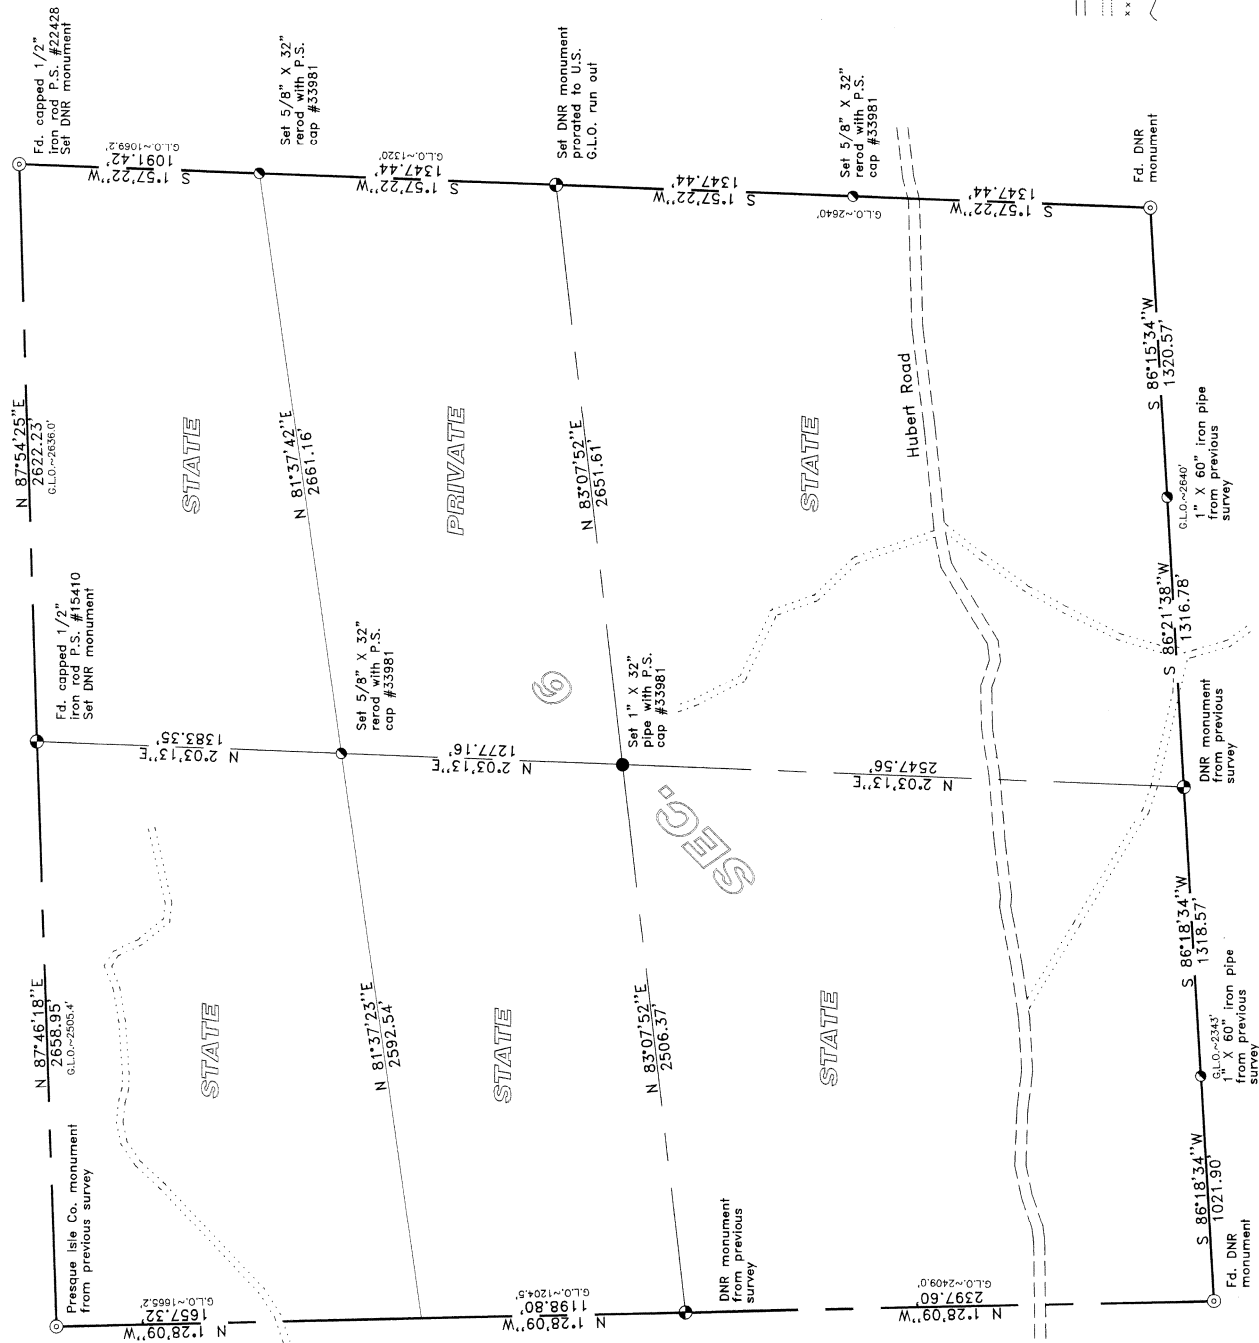 Presque Isle Co. monument
from previous survey
N 87°46'18''E
2658.95'
G.L.O.~2505.4'
Fd. capped 1/2"
iron rod P.S. #15410
Set DNR monument
N 87°54'25''E
2622.23'
G.L.O.~2636.0'
Fd. capped 1/2"
iron rod P.S. #22428
Set DNR monument
N 1°28'09''W
1657.32'
G.L.O.~1665.2'
STATE
N 2°03'13''E
1383.35'
STATE
S 1°57'22''W
1091.42'
G.L.O.~1069.2'
Set 5/8" X 32"
rerod with P.S.
cap #33981
N 81°37'23''E
2592.54'
Set 5/8" X 32"
rerod with P.S.
cap #33981
N 81°37'42''E
2661.16'
N 1°28'09''W
1198.80'
G.L.O.~1204.5'
STATE
N 2°03'13''E
1277.16'
PRIVATE
S 1°57'22''W
1347.44'
G.L.O.~1320'
Set DNR monument
prorated to U.S.
G.L.O. run out
SEC. 6
N 83°07'52''E
2506.37'
Set 1" X 32"
pipe with P.S.
cap #33981
N 83°07'52''E
2651.61'
DNR monument
from previous
survey
S 1°57'22''W
1347.44'
G.L.O.~2640'
Set 5/8" X 32"
rerod with P.S.
cap #33981
STATE
STATE
N 1°28'09''W
2397.60'
G.L.O.~2409.0'
N 2°03'13''E
2547.56'
Hubert Road
S 1°57'22''W
1347.44'
Fd. DNR
monument
Fd. DNR
monument
S 86°18'34''W
1021.90'
G.L.O.~2343'
1" X 60" iron pipe
from previous
survey
S 86°18'34''W
1318.57'
DNR monument
from previous
survey
S 86°21'38''W
1316.78'
G.L.O.~2640'
1" X 60" iron pipe
from previous
survey
S 86°15'34''W
1320.57'